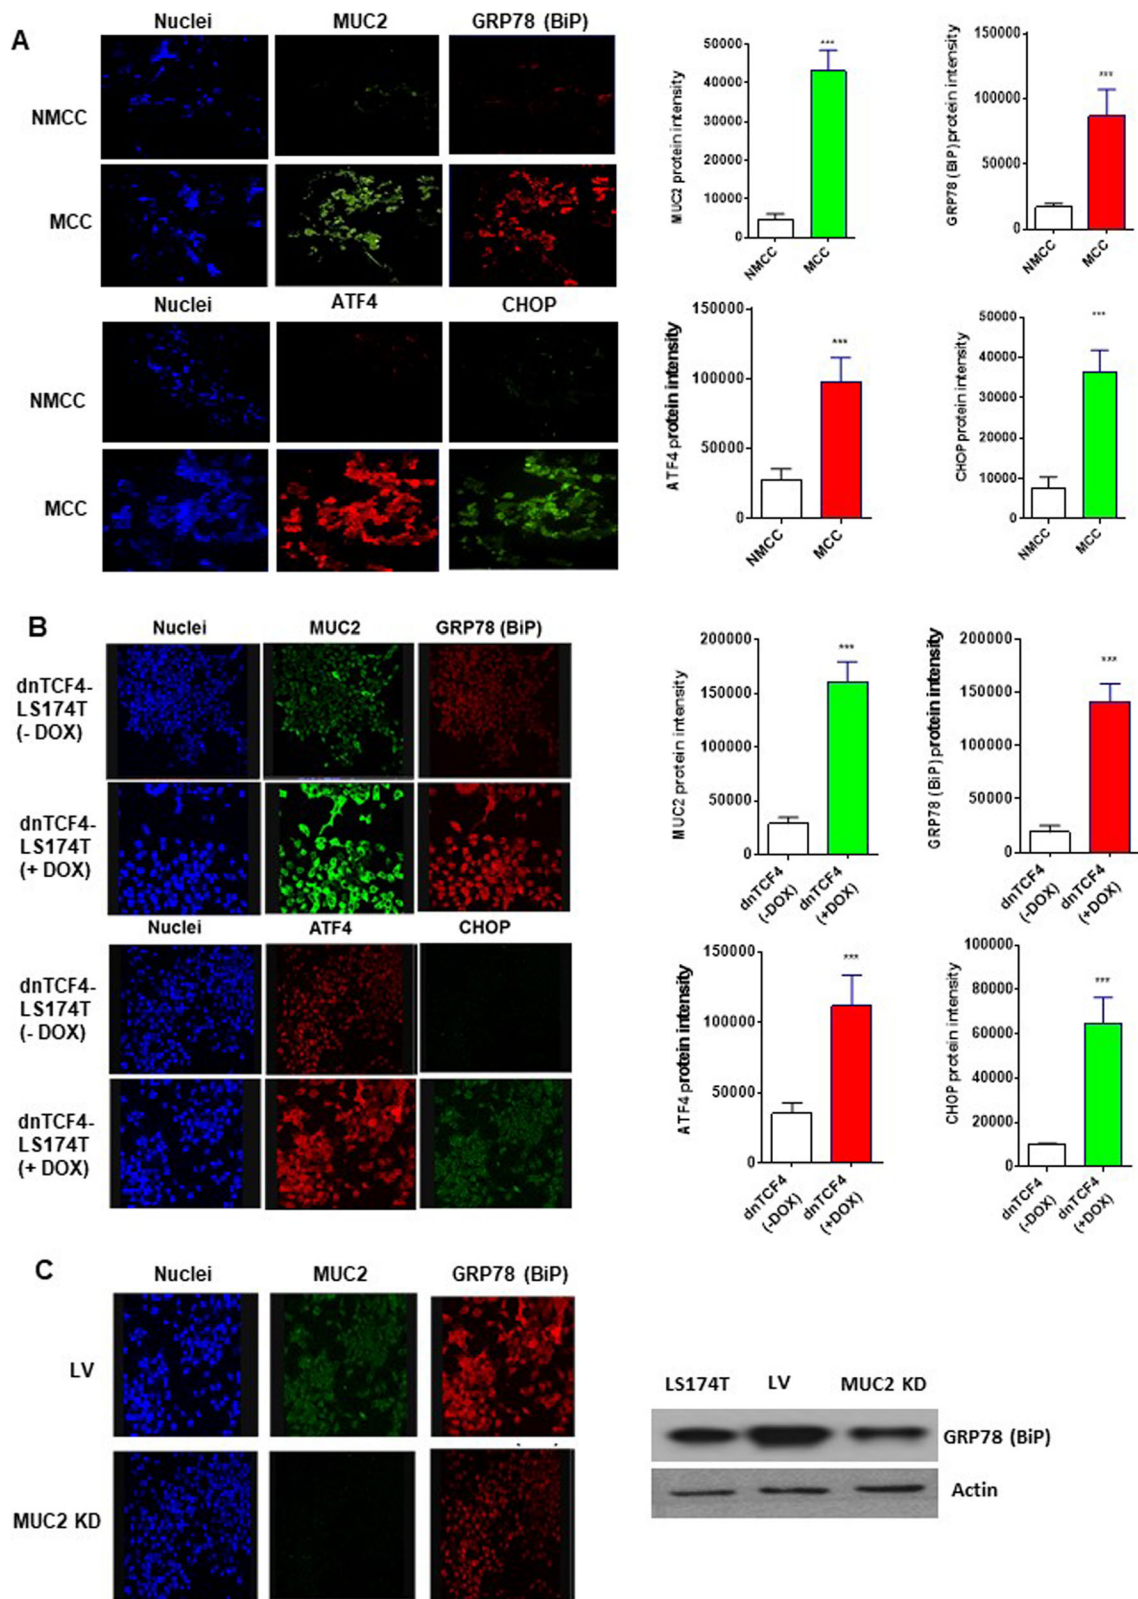 A
Nuclei MUC2 GRP78 (BiP)
NMCC
MCC
Nuclei ATF4 CHOP
NMCC
MCC
MUC2 protein intensity
50000
40000
30000
20000
10000
0
***
NMCC MCC
GRP78 (BiP) protein intensity
150000
100000
50000
0
***
NMCC MCC
ATF4 protein intensity
150000
100000
50000
0
***
NMCC MCC
CHOP protein intensity
50000
40000
30000
20000
10000
0
***
NMCC MCC
B
Nuclei MUC2 GRP78 (BiP)
dnTCF4-
LS174T
(- DOX)
dnTCF4-
LS174T
(+ DOX)
Nuclei ATF4 CHOP
dnTCF4-
LS174T
(- DOX)
dnTCF4-
LS174T
(+ DOX)
MUC2 protein intensity
200000
150000
100000
50000
0
***
dnTCF4
(-DOX)
dnTCF4
(+DOX)
GRP78 (BiP) protein intensity
200000
150000
100000
50000
0
***
dnTCF4
(-DOX)
dnTCF4
(+DOX)
ATF4 protein intensity
150000
100000
50000
0
***
dnTCF4
(-DOX)
dnTCF4
(+DOX)
CHOP protein intensity
100000
80000
60000
40000
20000
0
***
dnTCF4
(-DOX)
dnTCF4
(+DOX)
C
Nuclei MUC2 GRP78 (BiP)
LV
MUC2 KD
LS174T LV MUC2 KD
GRP78 (BiP)
Actin